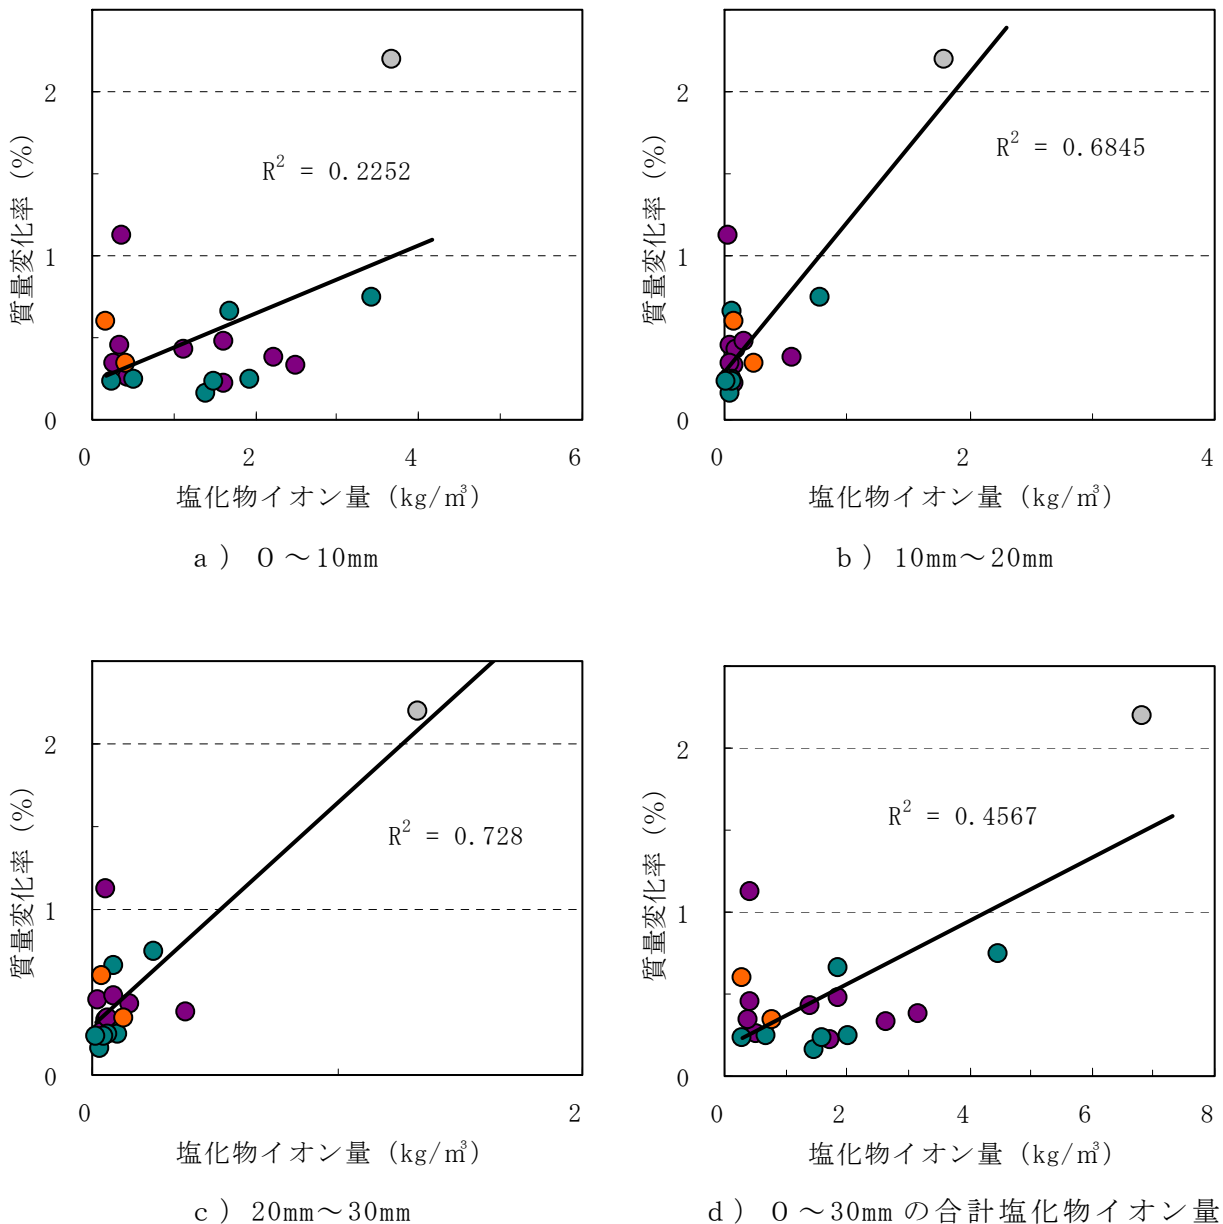 質量変化率 (%)
2
1
0
R² = 0.2252
0 2 4 6
塩化物イオン量 (kg/㎥)
a ) 0 ～10mm
質量変化率 (%)
2
1
0
R² = 0.6845
0 2 4
塩化物イオン量 (kg/㎥)
b ) 10mm～20mm
質量変化率 (%)
2
1
0
R² = 0.728
0 2
塩化物イオン量 (kg/㎥)
c ) 20mm～30mm
質量変化率 (%)
2
1
0
R² = 0.4567
0 2 4 6 8
塩化物イオン量 (kg/㎥)
d ) 0 ～30mm の合計塩化物イオン量